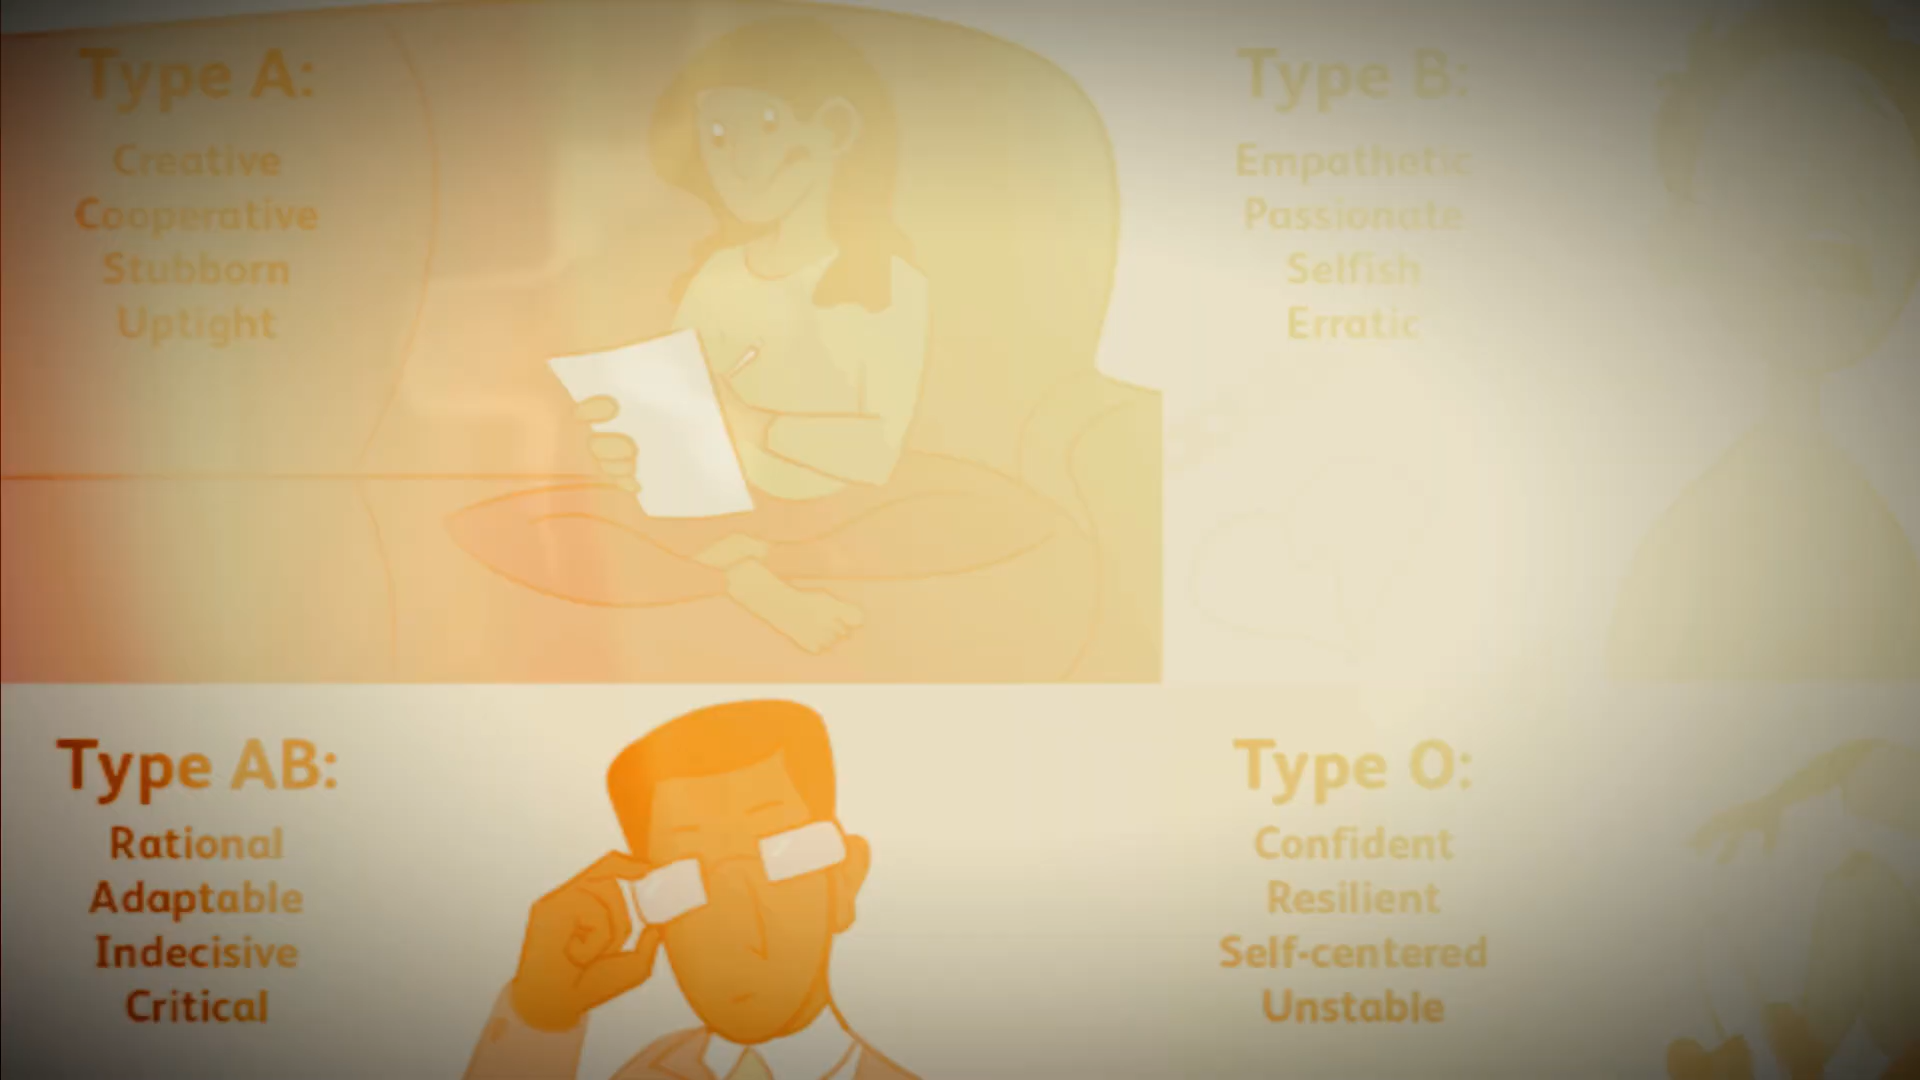 Type A:
Creative
Cooperative
Stubborn
Uptight
Type B:
Empathetic
Passionate
Selfish
Erratic
Type AB:
Rational
Adaptable
Indecisive
Critical
Type O:
Confident
Resilient
Self-centered
Unstable